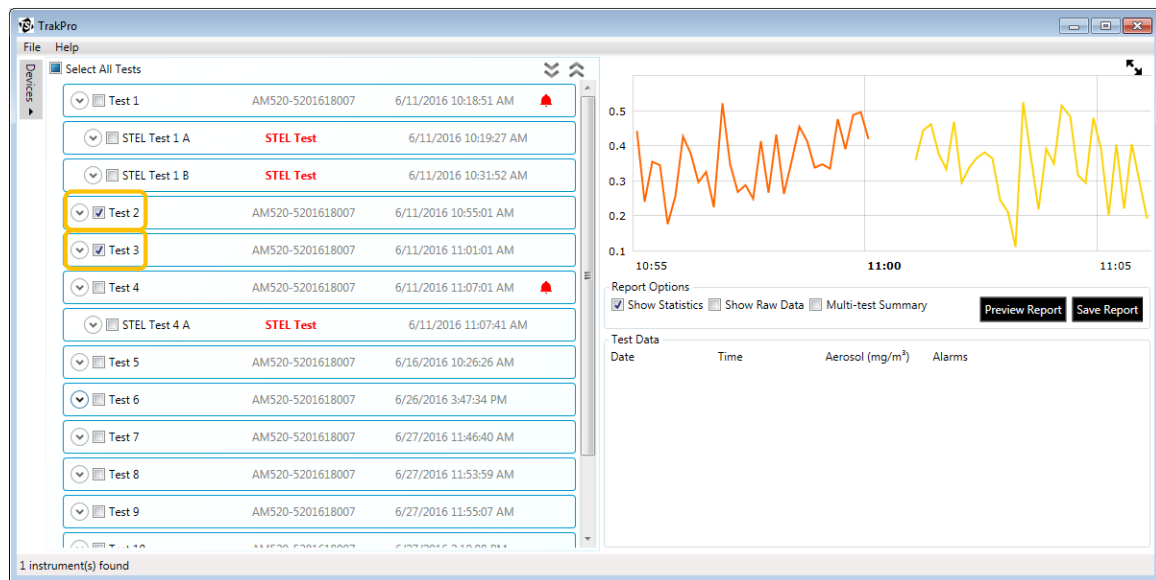 TSI TrakPro
File Help
Devices
Select All Tests
Test 1 AM520-5201618007 6/11/2016 10:18:51 AM
STEL Test 1 A STEL Test 6/11/2016 10:19:27 AM
STEL Test 1 B STEL Test 6/11/2016 10:31:52 AM
Test 2 AM520-5201618007 6/11/2016 10:55:01 AM
Test 3 AM520-5201618007 6/11/2016 11:01:01 AM
Test 4 AM520-5201618007 6/11/2016 11:07:01 AM
STEL Test 4 A STEL Test 6/11/2016 11:07:41 AM
Test 5 AM520-5201618007 6/16/2016 10:26:26 AM
Test 6 AM520-5201618007 6/26/2016 3:47:34 PM
Test 7 AM520-5201618007 6/27/2016 11:46:40 AM
Test 8 AM520-5201618007 6/27/2016 11:53:59 AM
Test 9 AM520-5201618007 6/27/2016 11:55:07 AM
0.5
0.4
0.3
0.2
0.1
10:55 11:00 11:05
Report Options
Show Statistics Show Raw Data Multi-test Summary Preview Report Save Report
Test Data
Date Time Aerosol (mg/m³) Alarms
1 instrument(s) found